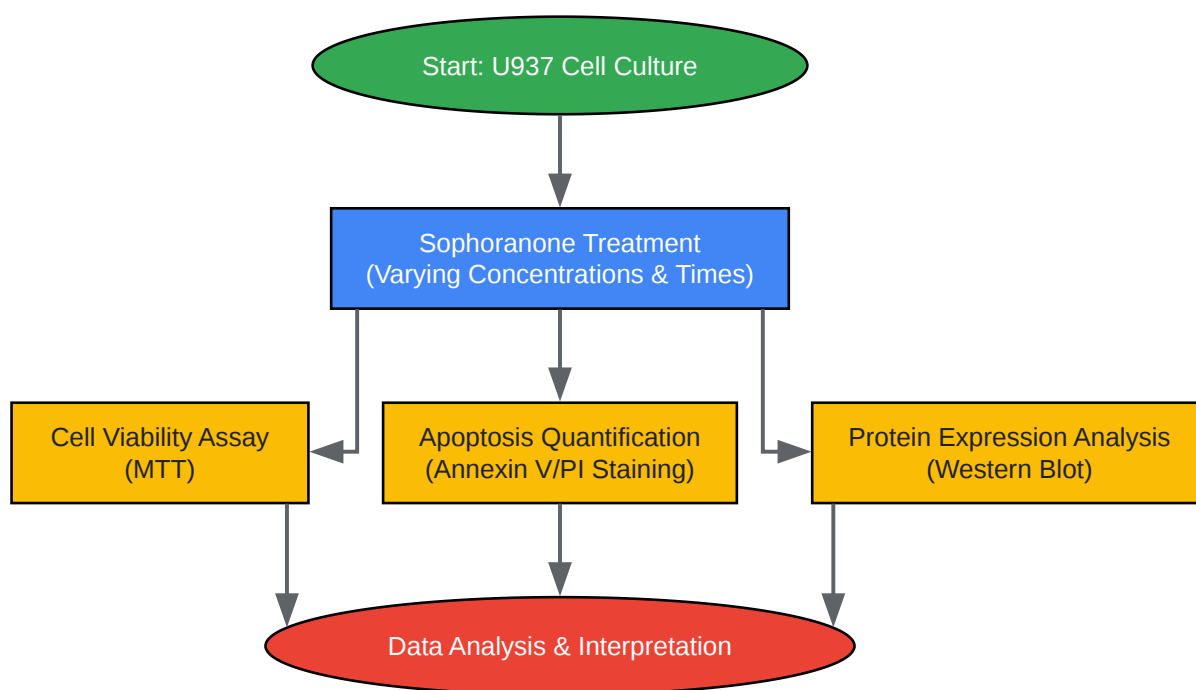 Start: U937 Cell Culture
Sophoranone Treatment
(Varying Concentrations & Times)
Cell Viability Assay
(MTT)
Apoptosis Quantification
(Annexin V/PI Staining)
Protein Expression Analysis
(Western Blot)
Data Analysis & Interpretation